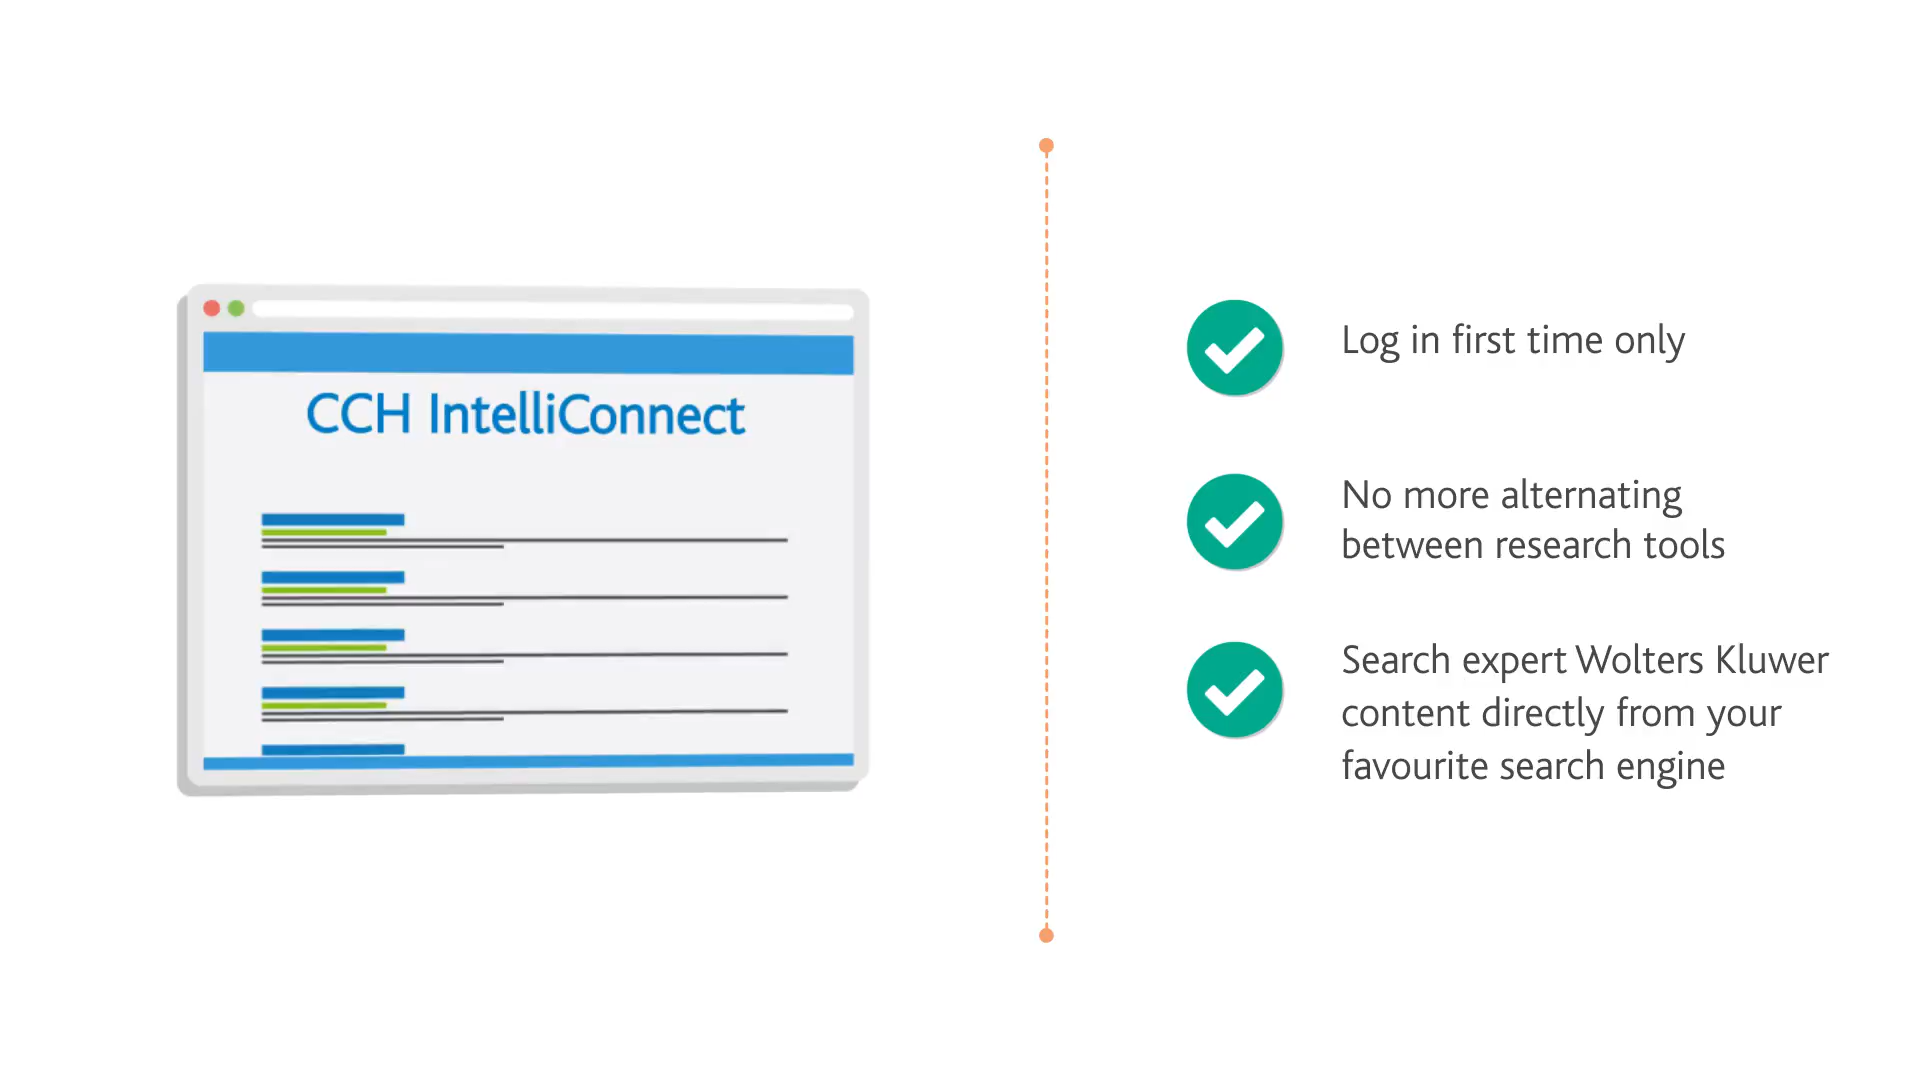 CCH IntelliConnect
Log in first time only
No more alternating
between research tools
Search expert Wolters Kluwer
content directly from your
favourite search engine